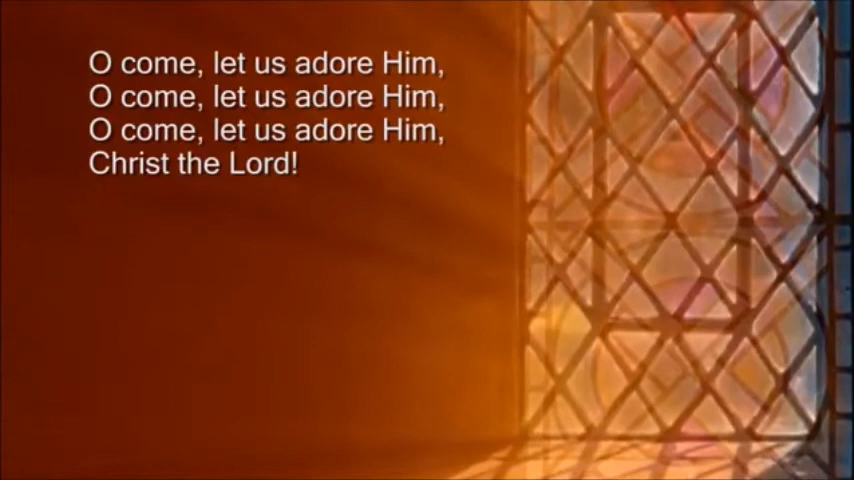 O come, let us adore Him,
O come, let us adore Him,
O come, let us adore Him,
Christ the Lord!